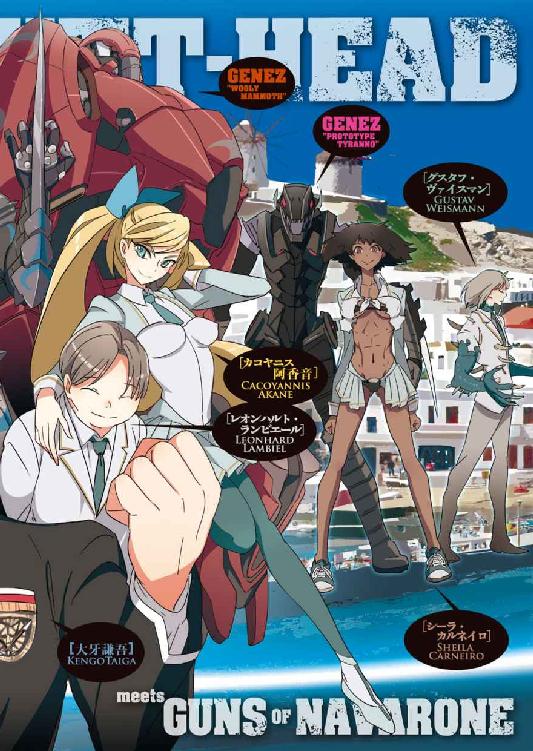 T-HEAD
GENEZ
"WOOLY
MAMMOTH"
GENEZ
"PROTOTYPE
TYRANNO"
[グスタフ・
ヴァイスマン]
GUSTAV
WEISMANN
[カコヤニス
阿香音]
CACOYANNIS
AKANE
[レオンハルト・
ランビエール]
LEONHARD
LAMBIEL
[シーラ・
カルネイロ]
SHEILA
CARNEIRO
[大牙謙吾]
KENGO TAIGA
meets
GUNS OF NAVARONE